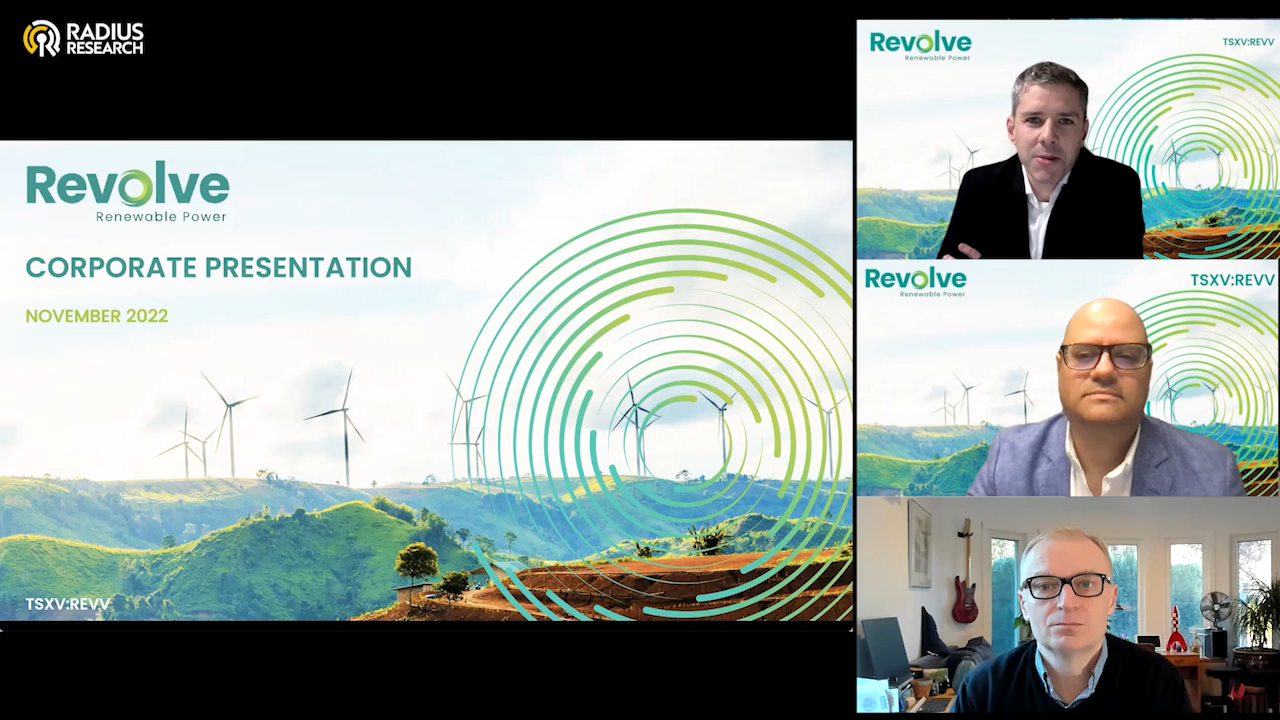 RADIUS
RESEARCH
Revolve
Renewable Power
CORPORATE PRESENTATION
NOVEMBER 2022
TSXV:REVV
Revolve
Renewable Power
TSXV:REVV
Revolve
Renewable Power
TSXV:REVV